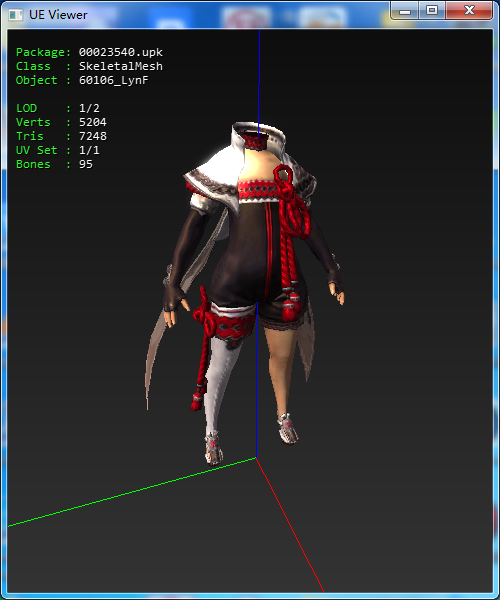 UE Viewer
Package: 00023540.upk
Class : SkeletalMesh
Object : 60106_LynF
LOD : 1/2
Verts : 5204
Tris : 7248
UV Set : 1/1
Bones : 95